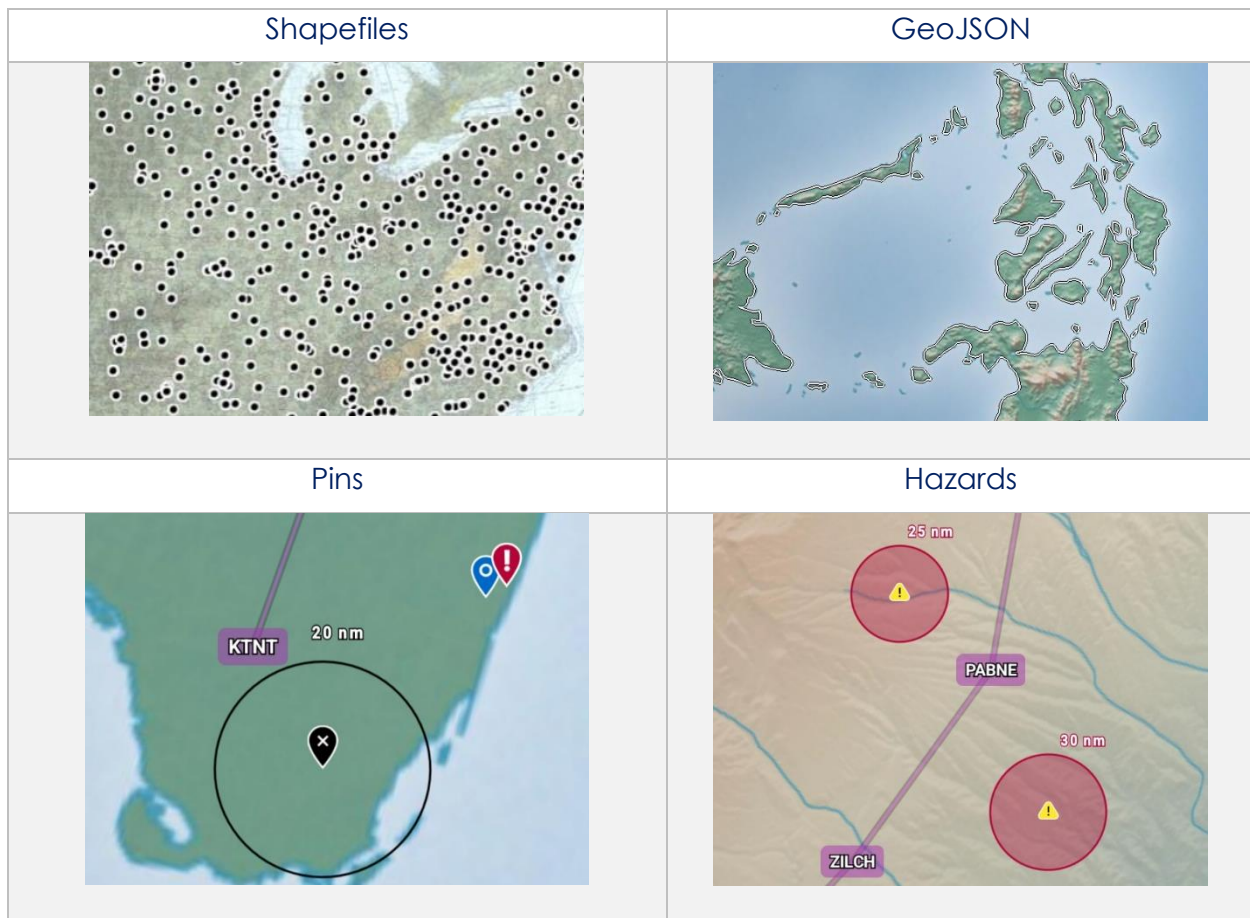 Shapefiles
GeoJSON
Pins
Hazards
KTNT
20 nm
25 nm
PABNE
30 nm
ZILCH